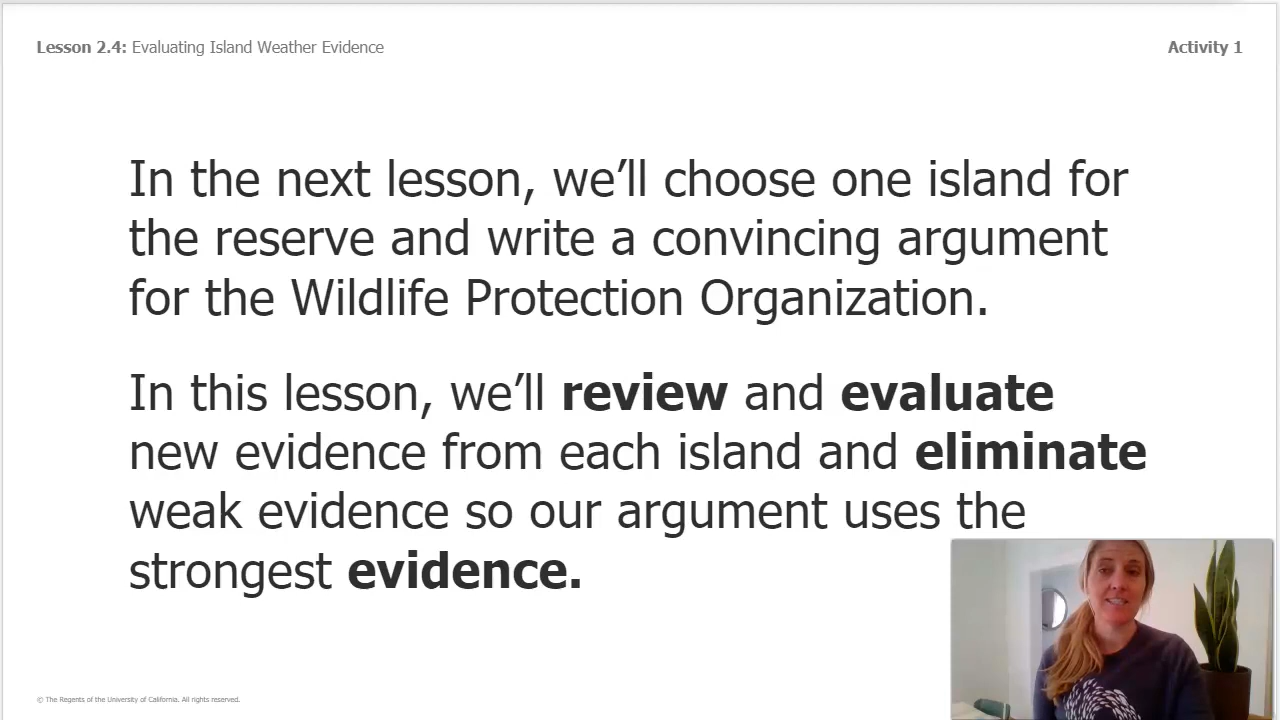 Lesson 2.4: Evaluating Island Weather Evidence
Activity 1
In the next lesson, we’ll choose one island for
the reserve and write a convincing argument
for the Wildlife Protection Organization.
In this lesson, we’ll review and evaluate
new evidence from each island and eliminate
weak evidence so our argument uses the
strongest evidence.
© The Regents of the University of California. All rights reserved.